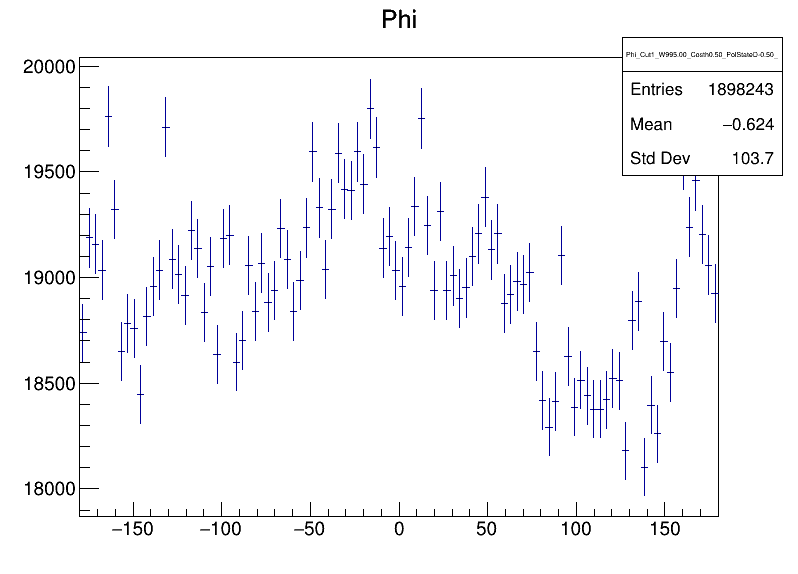 Phi
Phi_Cut1_W995.00_Costh0.50_PolStateD-0.50_
Entries 1898243
Mean −0.624
Std Dev 103.7
20000
19500
19000
18500
18000
−150 −100 −50 0 50 100 150